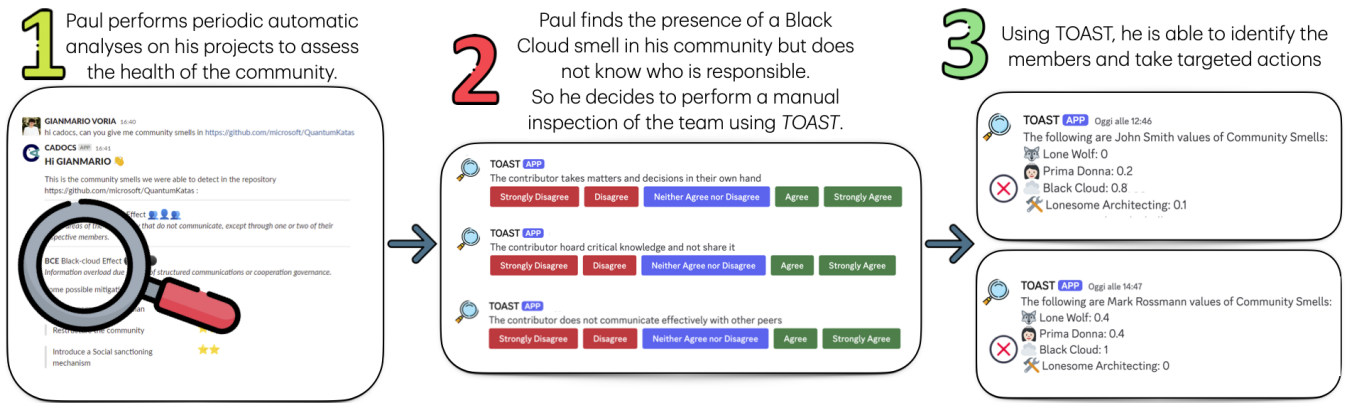 1
Paul performs periodic automatic
analyses on his projects to assess
the health of the community.
GIANMARIO VORIA 16:40
hi cadocs, can you give me community smells in https://github.com/microsoft/QuantumKatas
CADOCS APP 16:41
Hi GIANMARIO 👋
This is the community smells we were able to detect in the repository
https://github.com/microsoft/QuantumKatas :
Effect
that do not communicate, except through one or two of their
members.
BCE Black-cloud Effect
Information overload due of structured communications or cooperation governance.
some possible
the community
Introduce a Social sanctioning
mechanism
2
Paul finds the presence of a Black
Cloud smell in his community but does
not know who is responsible.
So he decides to perform a manual
inspection of the team using TOAST.
TOAST APP
The contributor takes matters and decisions in their own hand
Strongly Disagree Disagree Neither Agree nor Disagree Agree Strongly Agree
TOAST APP
The contributor hoard critical knowledge and not share it
Strongly Disagree Disagree Neither Agree nor Disagree Agree Strongly Agree
TOAST APP
The contributor does not communicate effectively with other peers
Strongly Disagree Disagree Neither Agree nor Disagree Agree Strongly Agree
3
Using TOAST, he is able to identify the
members and take targeted actions
TOAST APP Oggi alle 12:46
The following are John Smith values of Community Smells:
Lone Wolf: 0
Prima Donna: 0.2
Black Cloud: 0.8
Lonesome Architecting: 0.1
TOAST APP Oggi alle 14:47
The following are Mark Rossmann values of Community Smells:
Lone Wolf: 0.4
Prima Donna: 0.4
Black Cloud: 1
Lonesome Architecting: 0